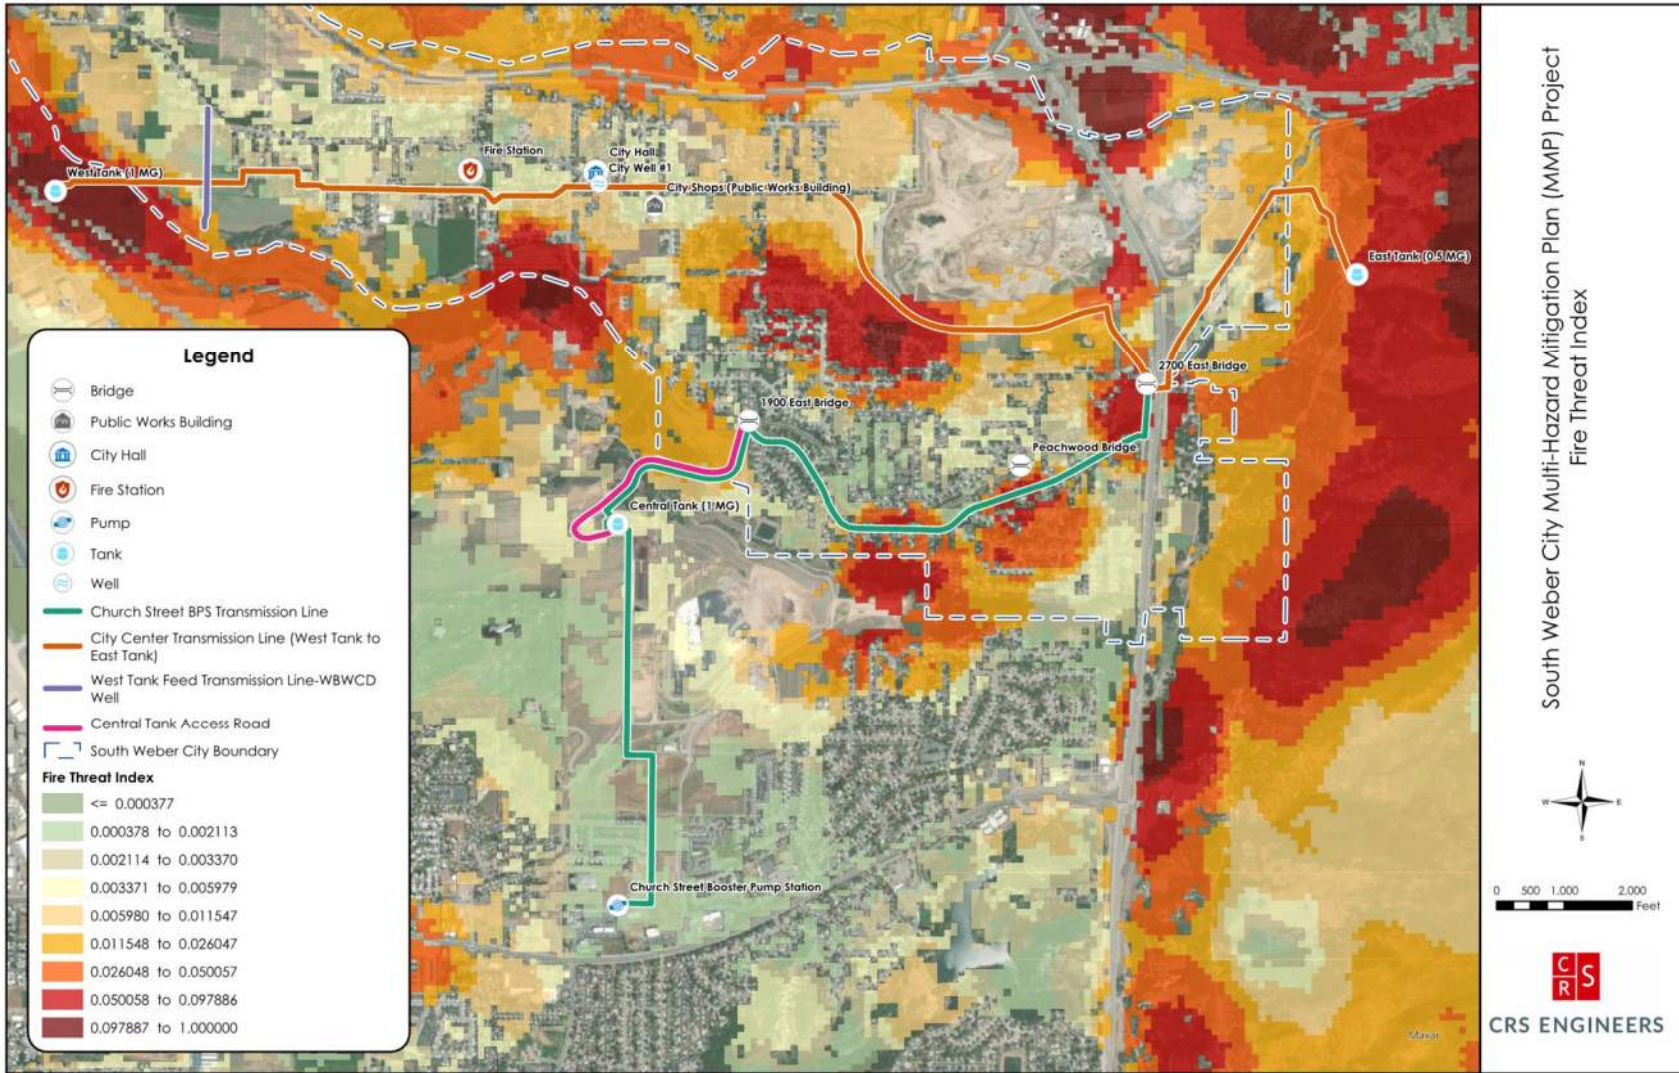 West Tank (1 MG)
Fire Station
City Hall
City Well #1
City Shops (Public Works Building)
East Tank (0.5 MG)
2700 East Bridge
1900 East Bridge
Peachwood Bridge
Central Tank (1 MG)
Church Street Booster Pump Station
Maxar
Legend
Bridge
Public Works Building
City Hall
Fire Station
Pump
Tank
Well
Church Street BPS Transmission Line
City Center Transmission Line (West Tank to
East Tank)
West Tank Feed Transmission Line-WBWCD
Well
Central Tank Access Road
South Weber City Boundary
Fire Threat Index
<= 0.000377
0.000378 to 0.002113
0.002114 to 0.003370
0.003371 to 0.005979
0.005980 to 0.011547
0.011548 to 0.026047
0.026048 to 0.050057
0.050058 to 0.097886
0.097887 to 1.000000
South Weber City Multi-Hazard Mitigation Plan (MMP) Project
Fire Threat Index
N
W E
S
0 500 1,000 2,000
Feet
C
R S
CRS ENGINEERS